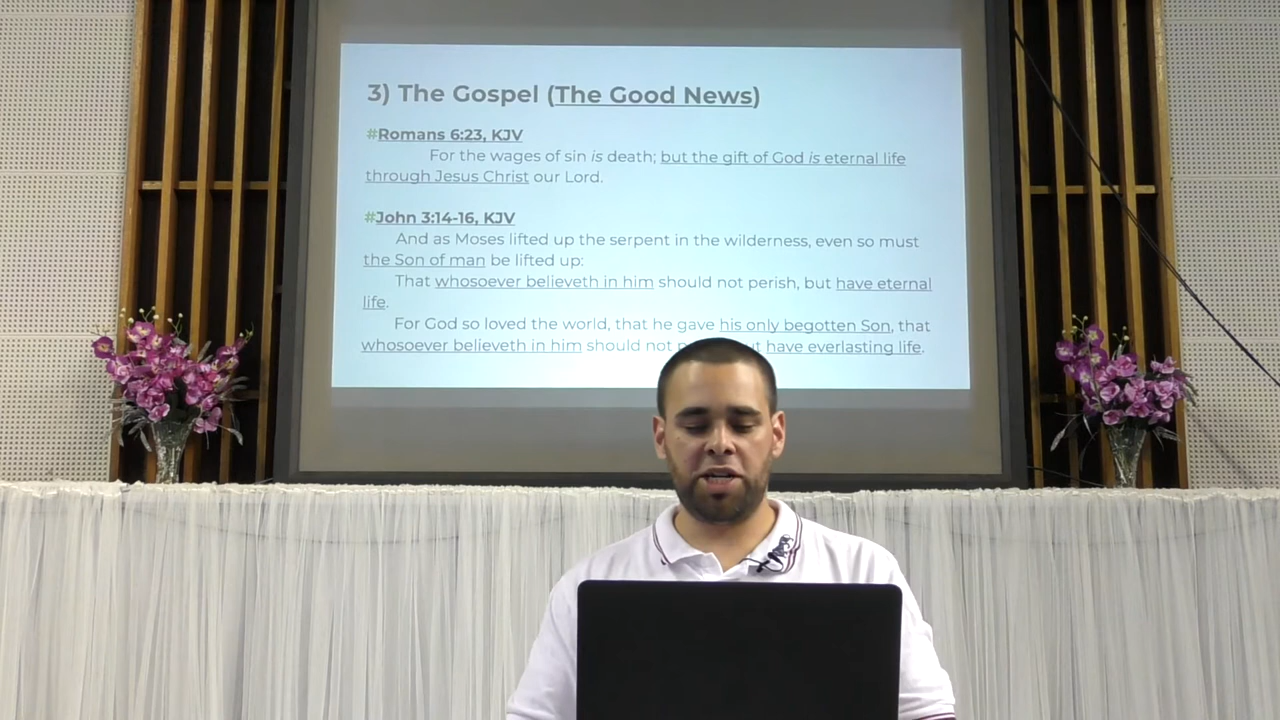 3) The Gospel (The Good News)
#Romans 6:23, KJV
For the wages of sin is death; but the gift of God is eternal life
through Jesus Christ our Lord.
#John 3:14-16, KJV
And as Moses lifted up the serpent in the wilderness, even so must
the Son of man be lifted up:
That whosoever believeth in him should not perish, but have eternal
life.
For God so loved the world, that he gave his only begotten Son, that
whosoever believeth in him should not have everlasting life.